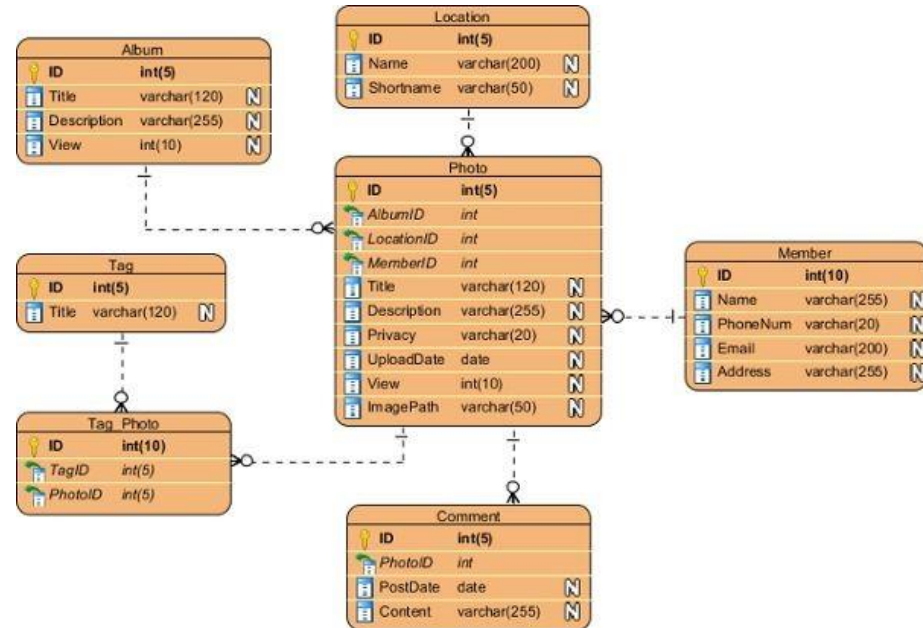 Location
ID int(5)
Name varchar(200) N
Shortname varchar(50) N
Album
ID int(5)
Title varchar(120) N
Description varchar(255) N
View int(10) N
Photo
ID int(5)
AlbumID int
LocationID int
MemberID int
Title varchar(120) N
Description varchar(255) N
Privacy varchar(20) N
UploadDate date N
View int(10) N
ImagePath varchar(50) N
Tag
ID int(5)
Title varchar(120) N
Member
ID int(10)
Name varchar(255) N
PhoneNum varchar(20) N
Email varchar(200) N
Address varchar(255) N
Tag_Photo
ID int(10)
TagID int(5)
PhotoID int(5)
Comment
ID int(5)
PhotoID int
PostDate date N
Content varchar(255) N